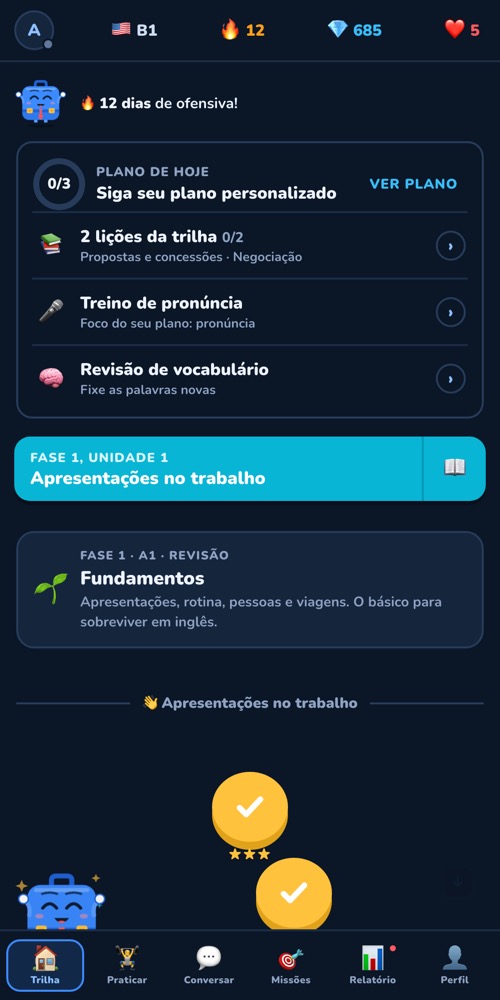 A
B1
12
685
5
12 dias de ofensiva!
0/3
PLANO DE HOJE
Siga seu plano personalizado
VER PLANO
2 lições da trilha 0/2
Propostas e concessões · Negociação
Treino de pronúncia
Foco do seu plano: pronúncia
Revisão de vocabulário
Fixe as palavras novas
FASE 1, UNIDADE 1
Apresentações no trabalho
FASE 1 · A1 · REVISÃO
Fundamentos
Apresentações, rotina, pessoas e viagens. O básico para
sobreviver em inglês.
Apresentações no trabalho
Trilha
Praticar
Conversar
Missões
Relatório
Perfil